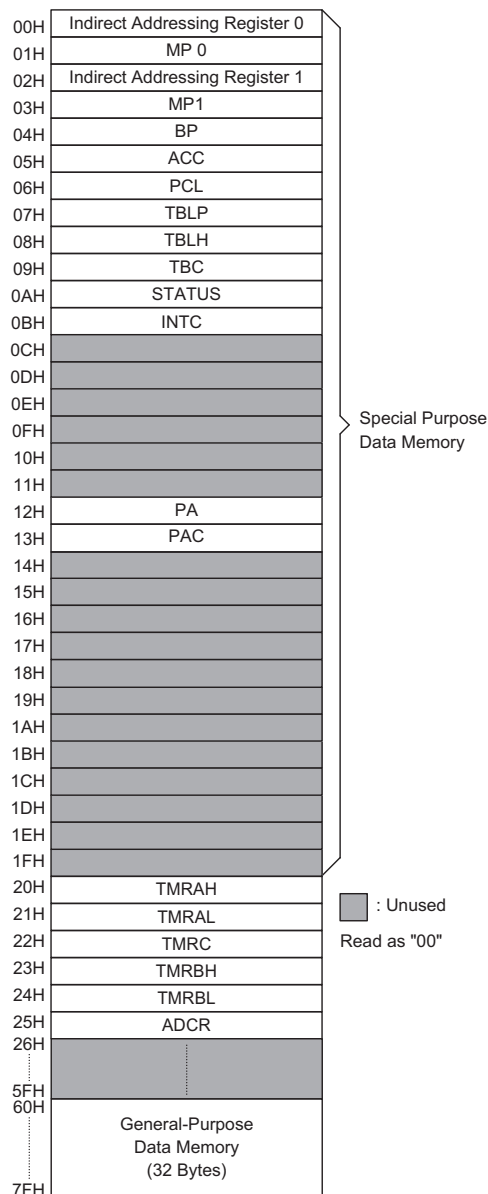 00H Indirect Addressing Register 0
01H MP 0
02H Indirect Addressing Register 1
03H MP1
04H BP
05H ACC
06H PCL
07H TBLP
08H TBLH
09H TBC
0AH STATUS
0BH INTC
0CH
0DH
0EH
0FH
10H
11H
Special Purpose
Data Memory
12H PA
13H PAC
14H
15H
16H
17H
18H
19H
1AH
1BH
1CH
1DH
1EH
1FH
20H TMRAH
21H TMRAL
22H TMRC
23H TMRBH
24H TMRBL
25H ADCR
: Unused
Read as "00"
26H
5FH
60H
General-Purpose
Data Memory
(32 Bytes)
7FH